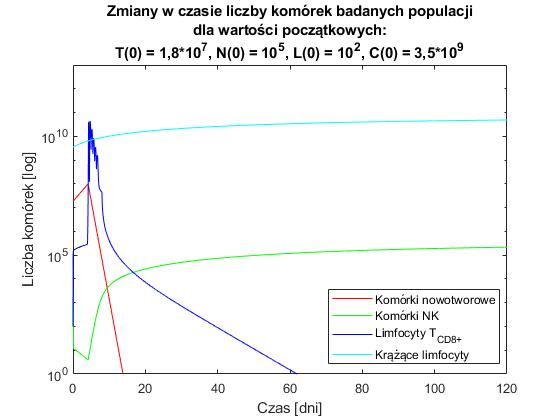 Zmiany w czasie liczby komórek badanych populacji
dla wartości początkowych:
T(0) = 1,8*10^7, N(0) = 10^5, L(0) = 10^2, C(0) = 3,5*10^9
Liczba komórek [log]
10^10
10^5
10^0
0 20 40 60 80 100 120
Czas [dni]
Komórki nowotworowe
Komórki NK
Limfocyty T_CD8+
Krążące limfocyty